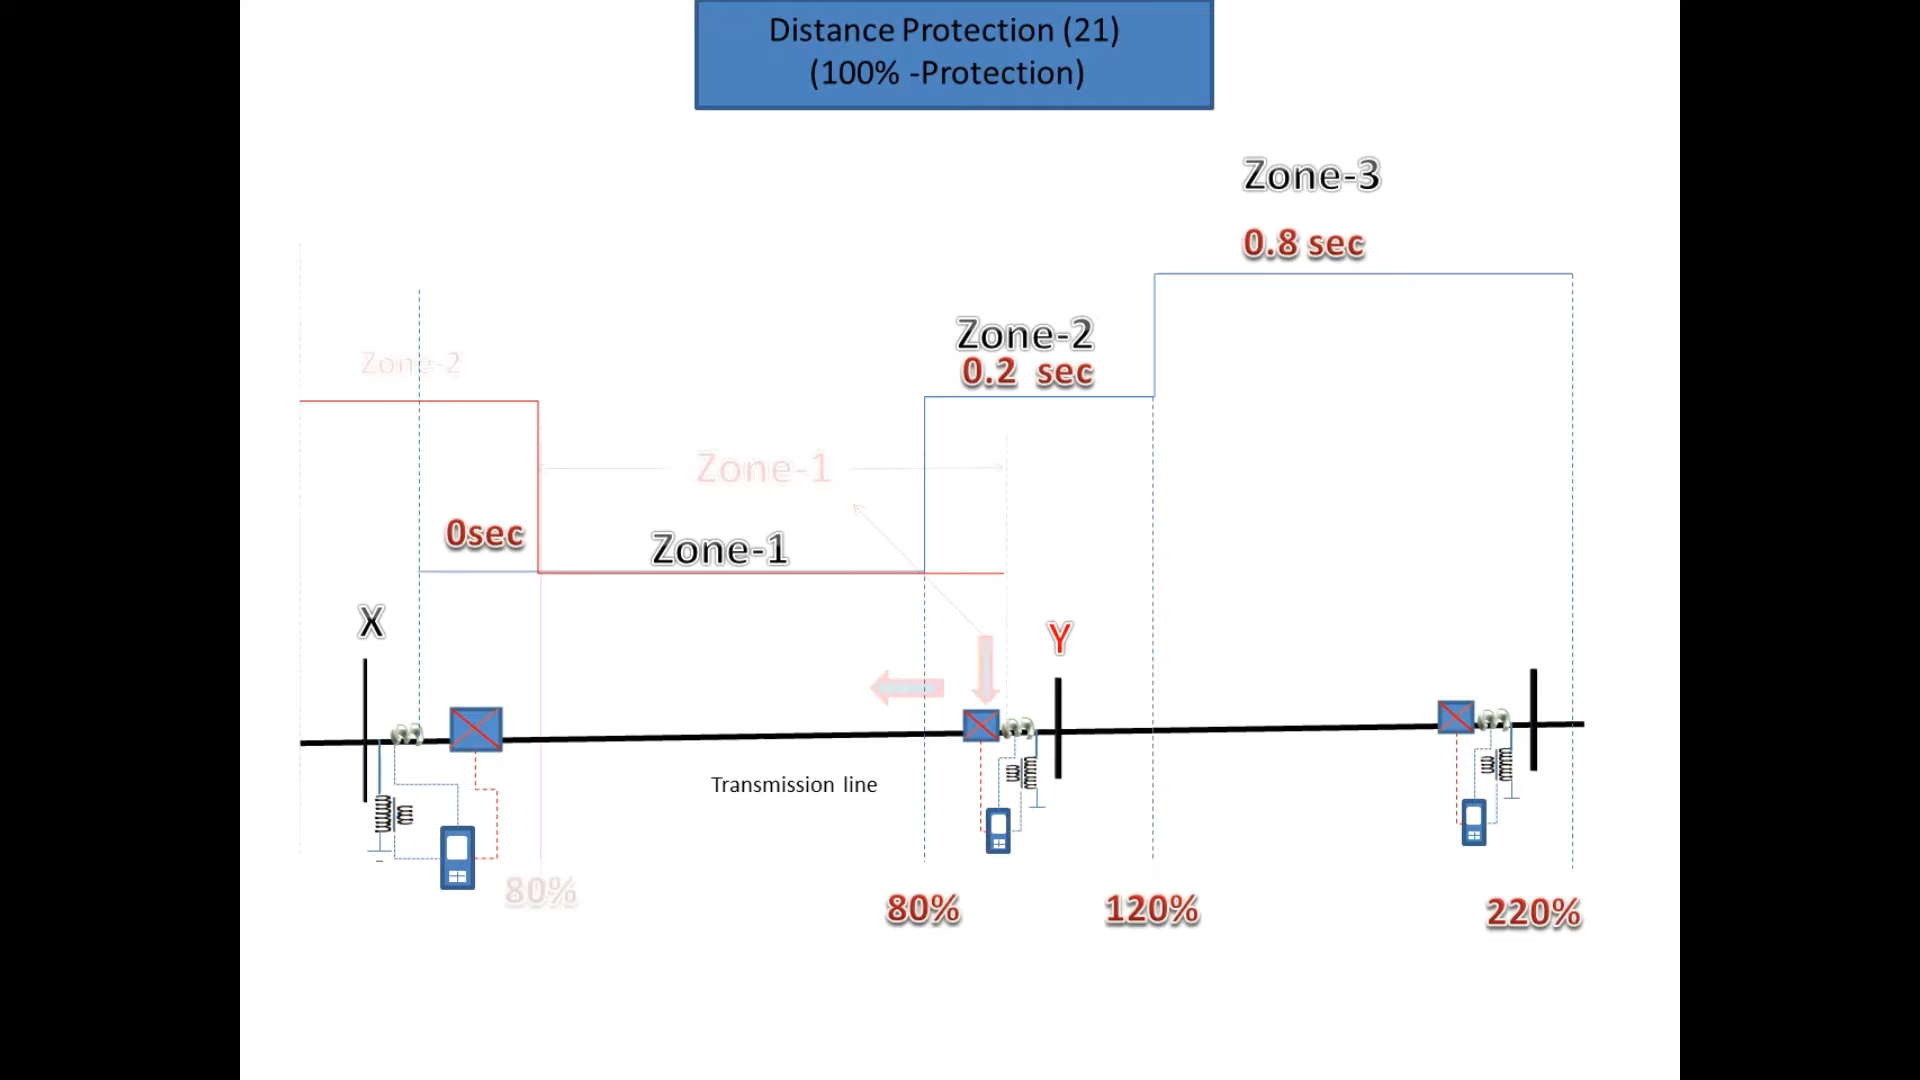 Distance Protection (21)
(100% -Protection)
Zone-3
0.8 sec
Zone-2
0.2 sec
Zone-2
Zone-1
0sec
Zone-1
X
Y
Transmission line
80%
80%
120%
220%